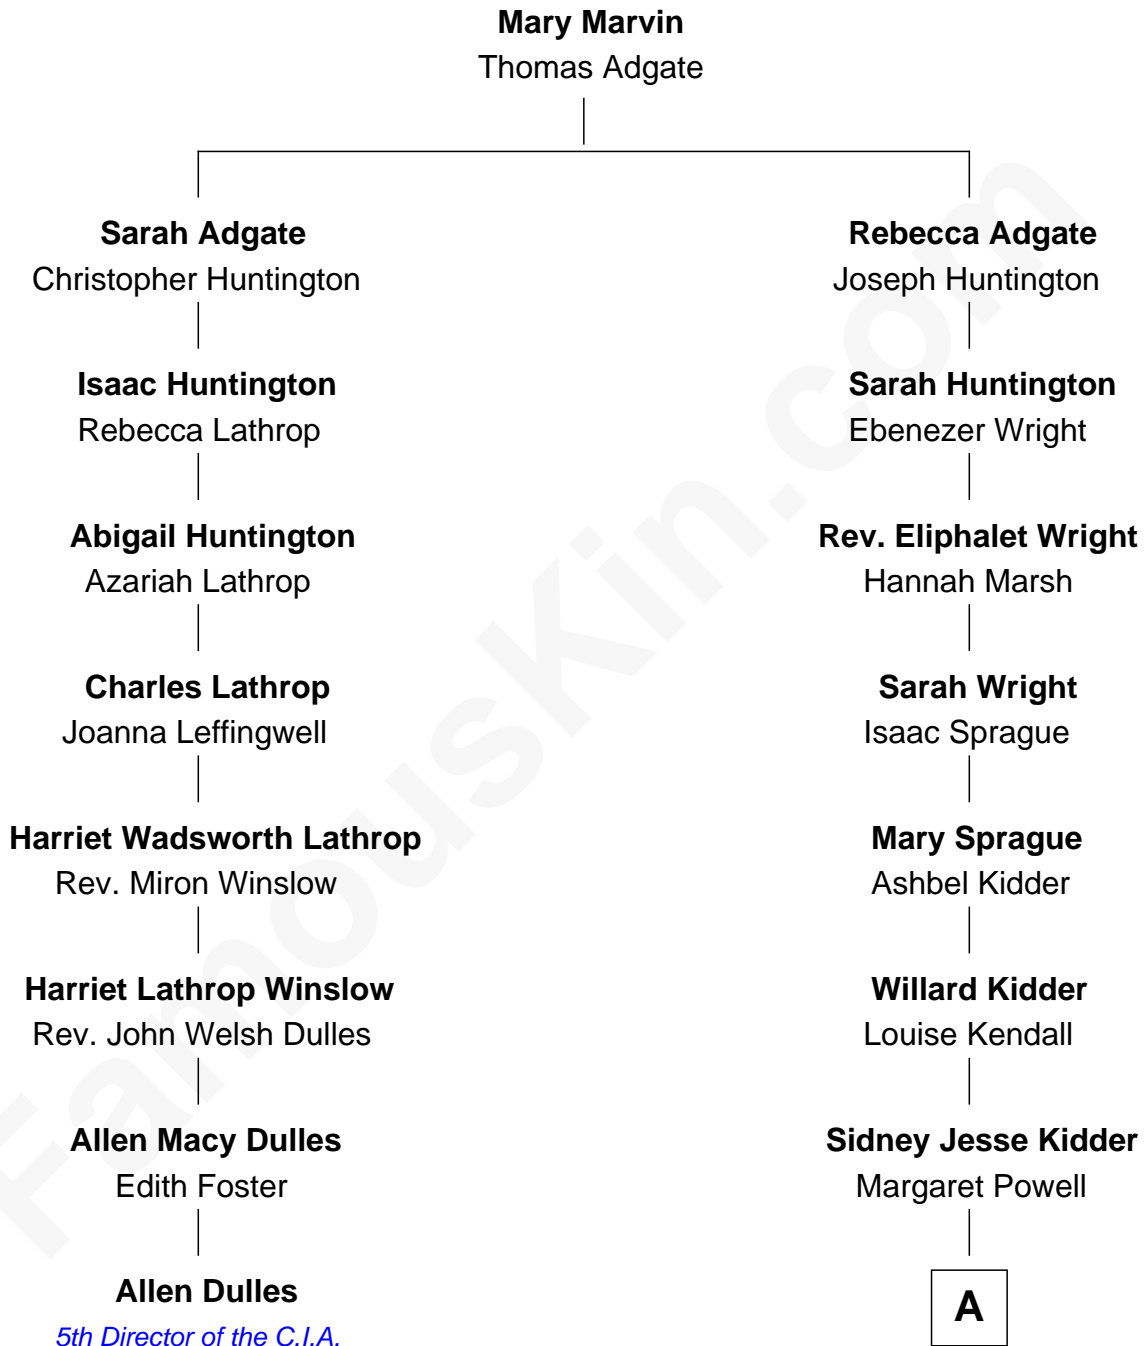 Mary Marvin
Thomas Adgate
Sarah Adgate
Christopher Huntington
Rebecca Adgate
Joseph Huntington
Isaac Huntington
Rebecca Lathrop
Sarah Huntington
Ebenezer Wright
Abigail Huntington
Azariah Lathrop
Rev. Eliphalet Wright
Hannah Marsh
Charles Lathrop
Joanna Leffingwell
Sarah Wright
Isaac Sprague
Harriet Wadsworth Lathrop
Rev. Miron Winslow
Mary Sprague
Ashbel Kidder
Harriet Lathrop Winslow
Rev. John Welsh Dulles
Willard Kidder
Louise Kendall
Allen Macy Dulles
Edith Foster
Sidney Jesse Kidder
Margaret Powell
Allen Dulles
5th Director of the C.I.A.
A
FamousKin.com